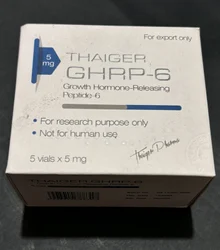 For export only
5
mg
THAIGER
GHRP-6
Growth Hormone-Releasing
Peptide-6
• For research purpose only
• Not for human use
Thaiger Pharma
5 vials x 5 mg